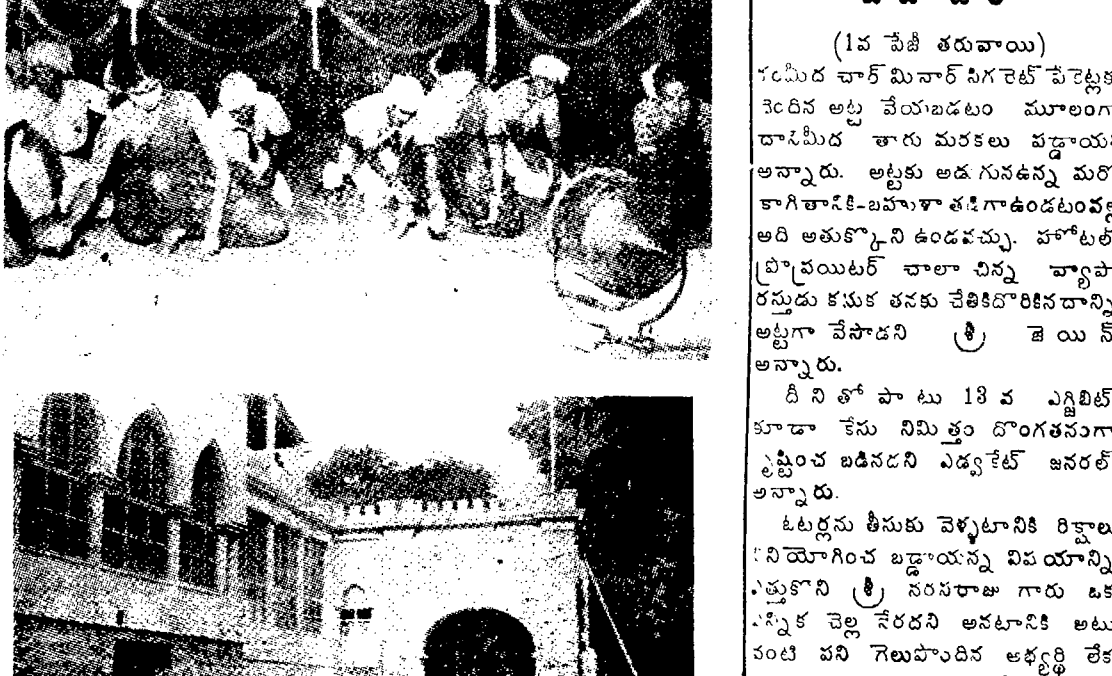 (1వ పేజీ తరువాయి)
చార్ మినార్ సిగరెట్ పేకెట్లకు
చెందిన అట్ట వేయబడటం మూలంగా
దానిమీద తాగు మరకలు పడ్డాయని
అన్నారు. అట్టకు అడుగునఉన్న మరో
కాగితానికి-బహుశా తడిగాఉండటంవల్ల
అది అతుక్కొని ఉండవచ్చు. హోటల్
ప్రొప్రయిటర్ చాలా చిన్న వ్యాపా
రస్తుడు కనుక తనకు చేతికిదొరికినదాన్ని
అట్టగా వేసాడని శ్రీ జెయిన్
అన్నారు.
దీనితో పాటు 13 వ ఎగ్జిబిట్
కూడా కేసు నిమిత్తం దొంగతనంగా
సృష్టించ బడినదని ఎడ్వకేట్ జనరల్
అన్నారు.
ఓటర్లను తీసుకు వెళ్ళటానికి రిక్షాలు
వినియోగించ బడ్డాయన్న విషయాన్ని
ఎత్తుకొని శ్రీ నరసరాజు గారు ఒక
ఎన్నిక చెల్ల నేరదని అనటానికి అటు
వంటి పని గెలుపొందిన అభ్యర్థి లేక